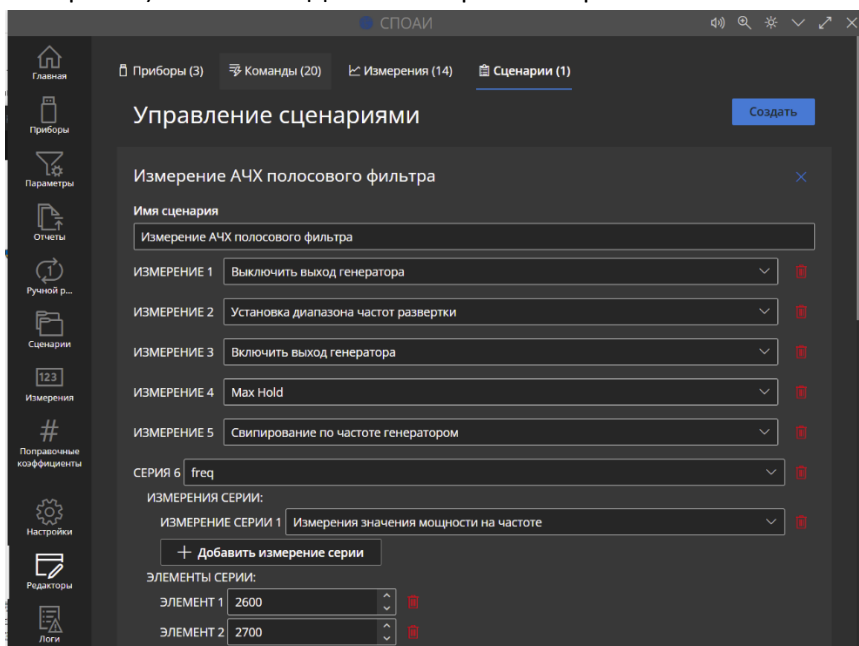 СПОАИ
Главная
Приборы (3)
Команды (20)
Измерения (14)
Сценарии (1)
Приборы
Управление сценариями
Создать
Параметры
Измерение АЧХ полосового фильтра
Имя сценария
Отчеты
Измерение АЧХ полосового фильтра
1
Ручной р...
ИЗМЕРЕНИЕ 1 Выключить выход генератора
ИЗМЕРЕНИЕ 2 Установка диапазона частот развертки
Сценарии
ИЗМЕРЕНИЕ 3 Включить выход генератора
123
Измерения
ИЗМЕРЕНИЕ 4 Max Hold
#
Поправочные
коэффициенты
ИЗМЕРЕНИЕ 5 Свипирование по частоте генератором
СЕРИЯ 6 freq
ИЗМЕРЕНИЯ СЕРИИ:
Настройки
ИЗМЕРЕНИЕ СЕРИИ 1 Измерения значения мощности на частоте
+ Добавить измерение серии
Редакторы
ЭЛЕМЕНТЫ СЕРИИ:
ЭЛЕМЕНТ 1 2600
ЭЛЕМЕНТ 2 2700
Логи